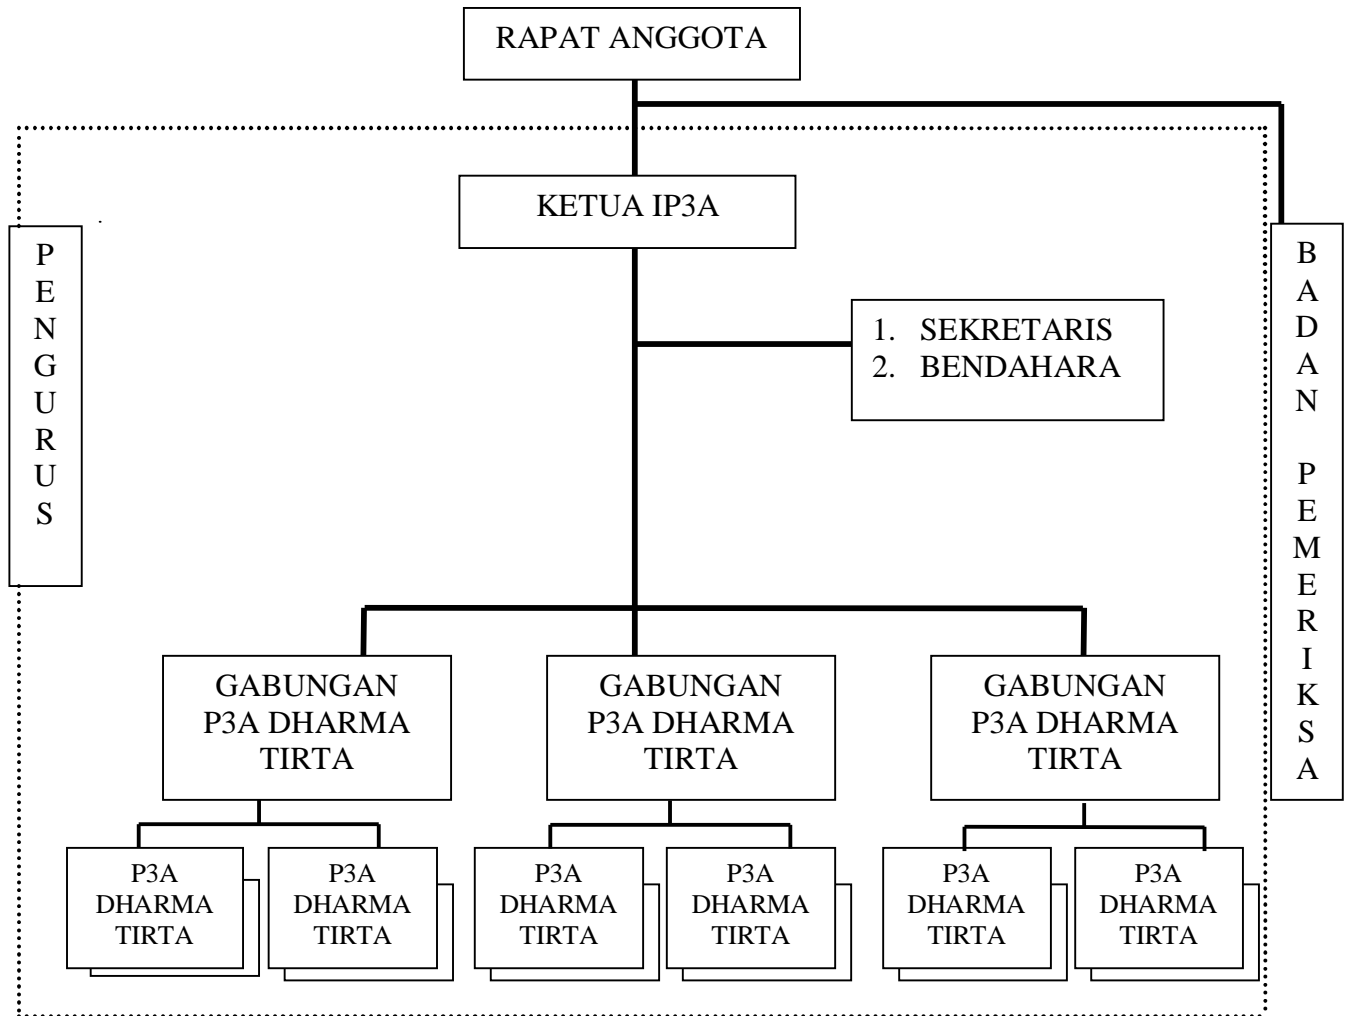 RAPAT ANGGOTA
KETUA IP3A
P
E
N
G
U
R
U
S
B
A
D
A
N
P
E
M
E
R
I
K
S
A
1. SEKRETARIS
2. BENDAHARA
GABUNGAN
P3A DHARMA
TIRTA
GABUNGAN
P3A DHARMA
TIRTA
GABUNGAN
P3A DHARMA
TIRTA
P3A
DHARMA
TIRTA
P3A
DHARMA
TIRTA
P3A
DHARMA
TIRTA
P3A
DHARMA
TIRTA
P3A
DHARMA
TIRTA
P3A
DHARMA
TIRTA